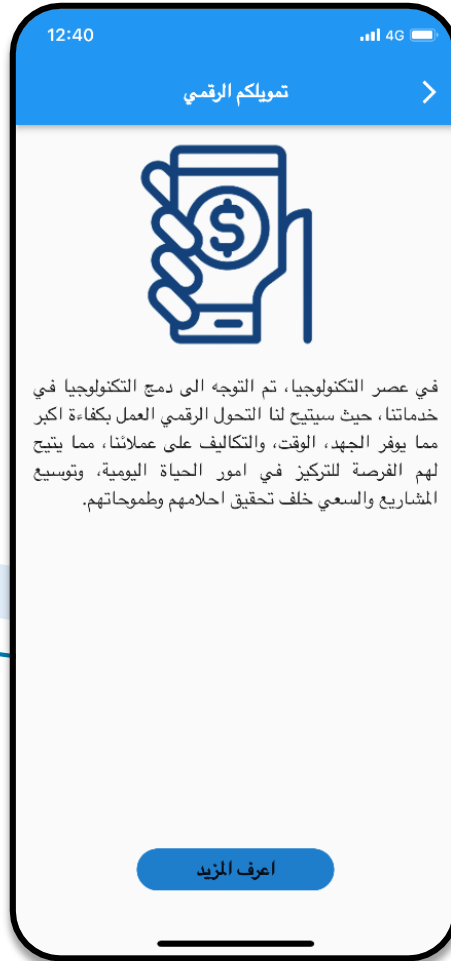 12:40
4G
تمويلكم الرقمي
$
في عصر التكنولوجيا، تم التوجه الى دمج التكنولوجيا في
خدماتنا، حيث سيتيح لنا التحول الرقمي العمل بكفاءة اكبر
مما يوفر الجهد، الوقت، والتكاليف على عملائنا، مما يتيح
لهم الفرصة للتركيز في امور الحياة اليومية، وتوسيع
المشاريع والسعي خلف تحقيق احلامهم وطموحاتهم.
اعرف المزيد